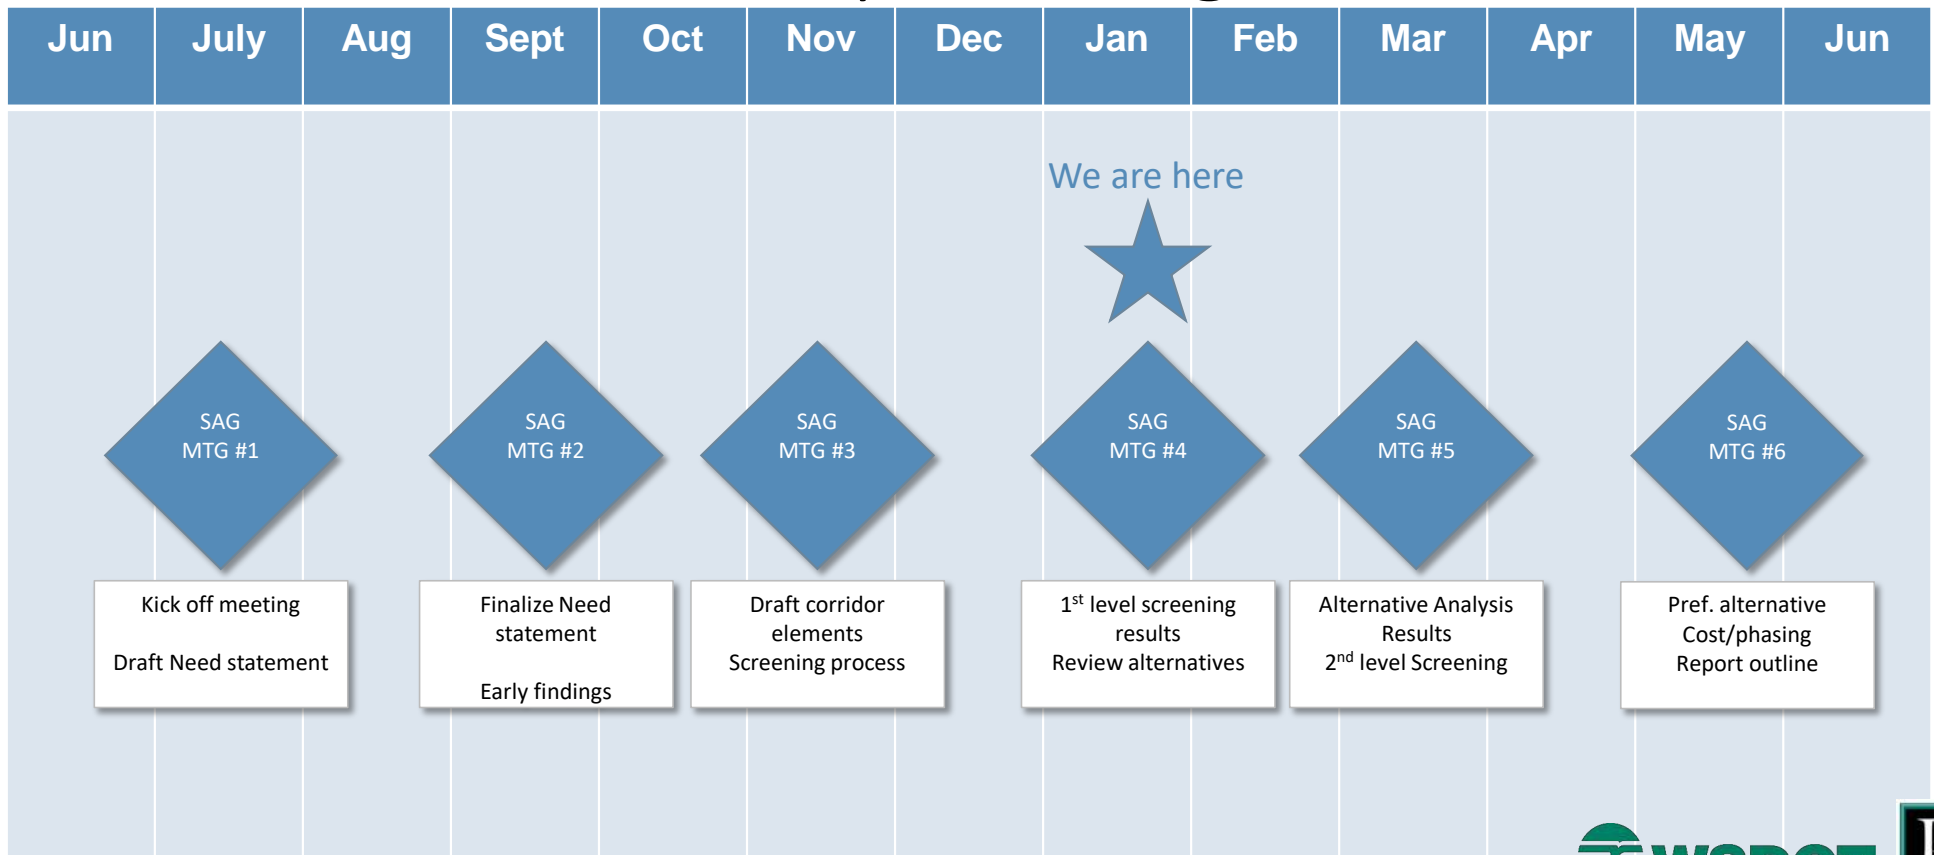 Jun July Aug Sept Oct Nov Dec Jan Feb Mar Apr May Jun
We are here
SAG
MTG #1
SAG
MTG #2
SAG
MTG #3
SAG
MTG #4
SAG
MTG #5
SAG
MTG #6
Kick off meeting
Draft Need statement
Finalize Need
statement
Early findings
Draft corridor
elements
Screening process
1st level screening
results
Review alternatives
Alternative Analysis
Results
2nd level Screening
Pref. alternative
Cost/phasing
Report outline
WSDOT